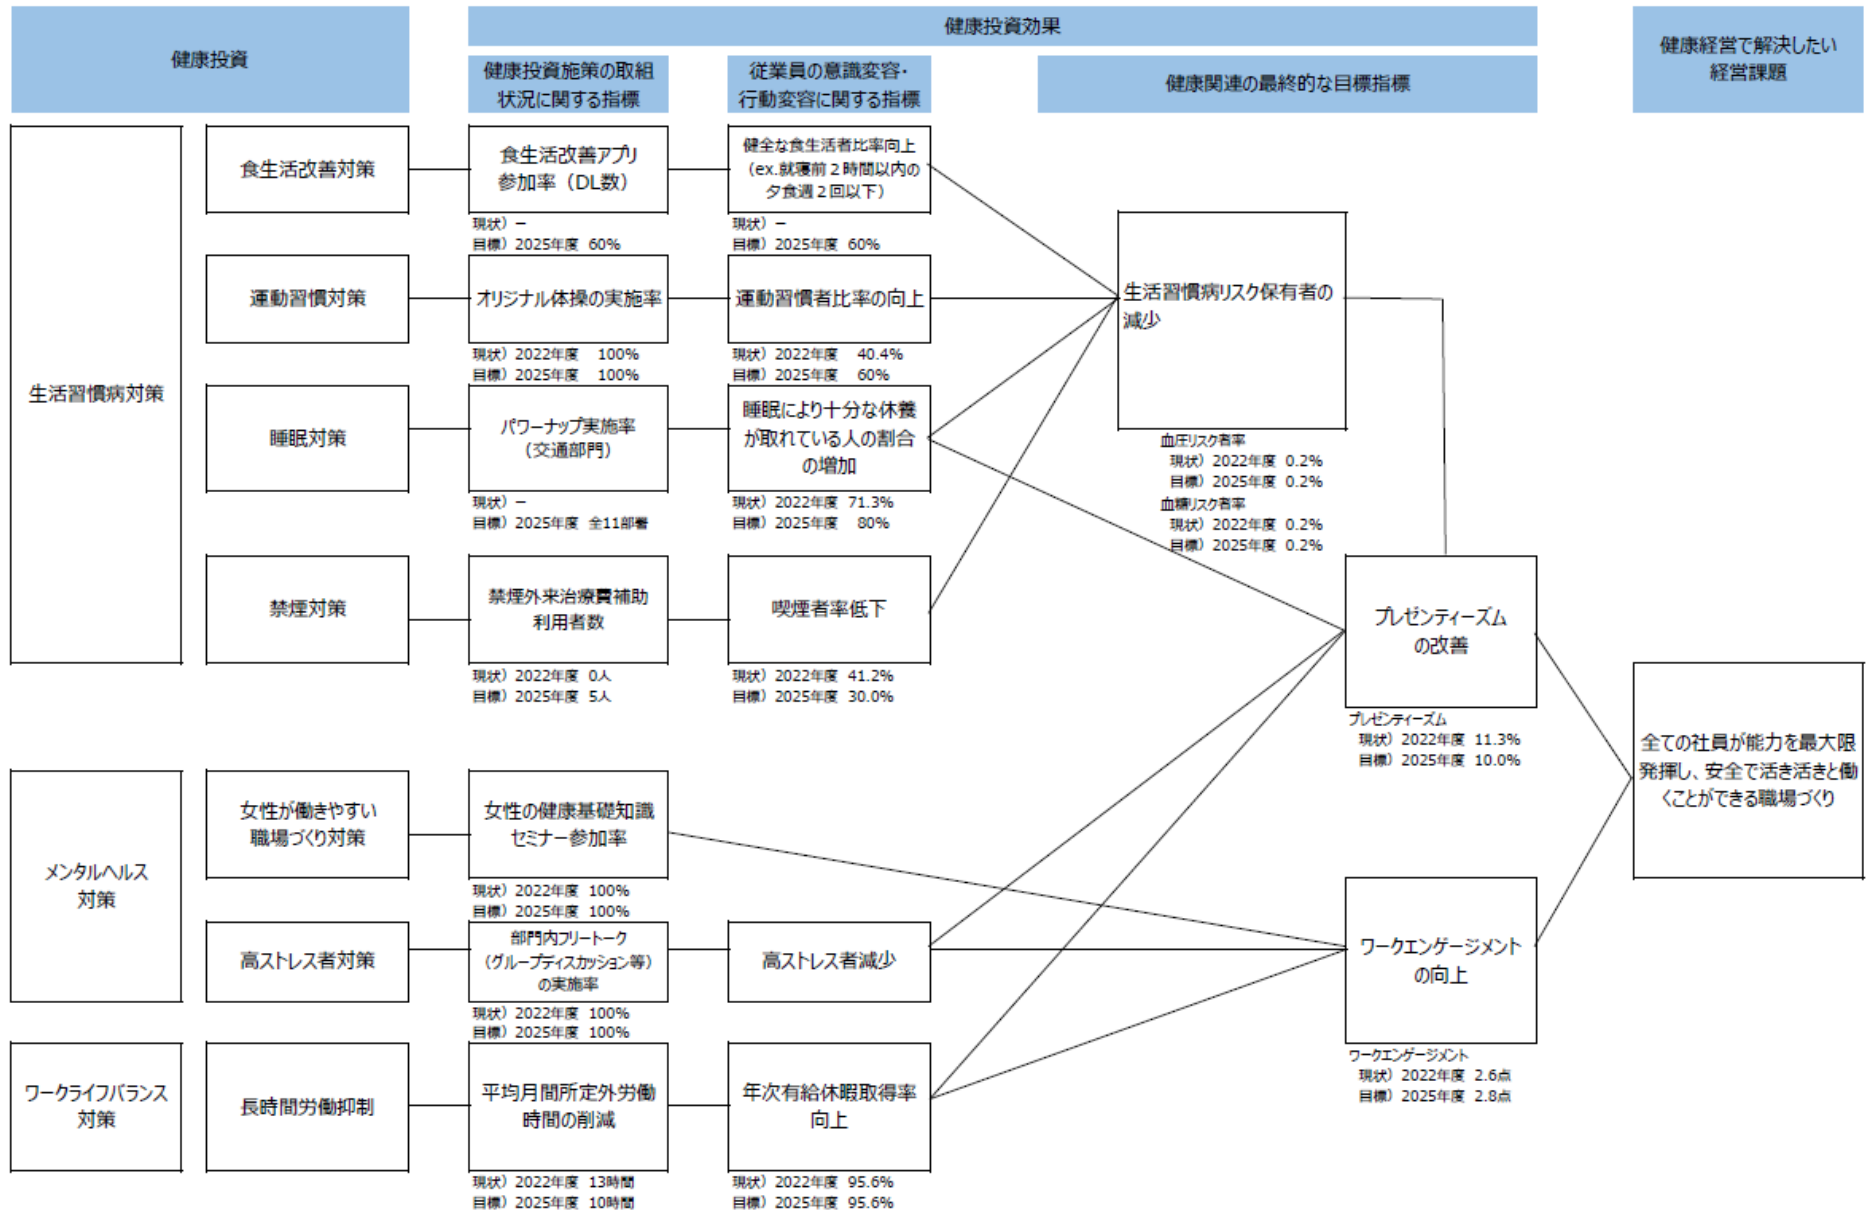 健康投資
健康投資効果
健康経営で解決したい
経営課題
健康投資施策の取組
状況に関する指標
従業員の意識変容・
行動変容に関する指標
健康関連の最終的な目標指標
生活習慣病対策
食生活改善対策
食生活改善アプリ
参加率（DL数）
現状）－
目標）2025年度 60%
健全な食生活者比率向上
（ex.就寝前２時間以内の
夕食週２回以下）
現状）－
目標）2025年度 60%
運動習慣対策
オリジナル体操の実施率
現状）2022年度 100%
目標）2025年度 100%
運動習慣者比率の向上
現状）2022年度 40.4%
目標）2025年度 60%
睡眠対策
パワーナップ実施率
（交通部門）
現状）－
目標）2025年度 全11部署
睡眠により十分な休養
が取れている人の割合
の増加
現状）2022年度 71.3%
目標）2025年度 80%
禁煙対策
禁煙外来治療費補助
利用者数
現状）2022年度 0人
目標）2025年度 5人
喫煙者率低下
現状）2022年度 41.2%
目標）2025年度 30.0%
生活習慣病リスク保有者の
減少
血圧リスク者率
現状）2022年度 0.2%
目標）2025年度 0.2%
血糖リスク者率
現状）2022年度 0.2%
目標）2025年度 0.2%
プレゼンティーズム
の改善
プレゼンティーズム
現状）2022年度 11.3%
目標）2025年度 10.0%
全ての社員が能力を最大限
発揮し、安全で活き活きと働
くことができる職場づくり
メンタルヘルス
対策
女性が働きやすい
職場づくり対策
女性の健康基礎知識
セミナー参加率
現状）2022年度 100%
目標）2025年度 100%
高ストレス者対策
部門内フリートーク
（グループディスカッション等）
の実施率
現状）2022年度 100%
目標）2025年度 100%
高ストレス者減少
ワークエンゲージメント
の向上
ワークエンゲージメント
現状）2022年度 2.6点
目標）2025年度 2.8点
ワークライフバランス
対策
長時間労働抑制
平均月間所定外労働
時間の削減
現状）2022年度 13時間
目標）2025年度 10時間
年次有給休暇取得率
向上
現状）2022年度 95.6%
目標）2025年度 95.6%